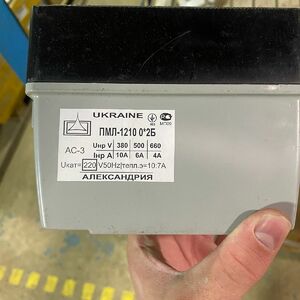 UKRAINE
ПМЛ-1210 0*2Б
AC-3
Uнр V 380 500 660
Iнр A 10A 6A 4A
Uкат= 220 V50Hz|тепл.э=10.7A
АЛЕКСАНДРИЯ